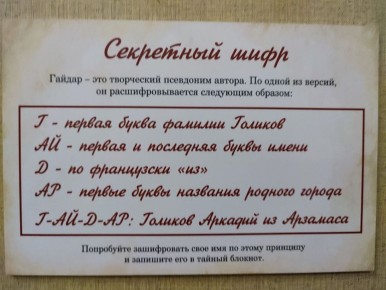 Секретный шифр
Гайдар – это творческий псевдоним автора. По одной из версий,
он расшифровывается следующим образом:
Г - первая буква фамилии Голиков
АЙ - первая и последняя буквы имени
Д - по французски «из»
АР - первые буквы названия родного города
Г-АЙ-Д-АР: Голиков Аркадий из Арзамаса
Попробуйте зашифровать свое имя по этому принципу
и запишите его в тайный блокнот.